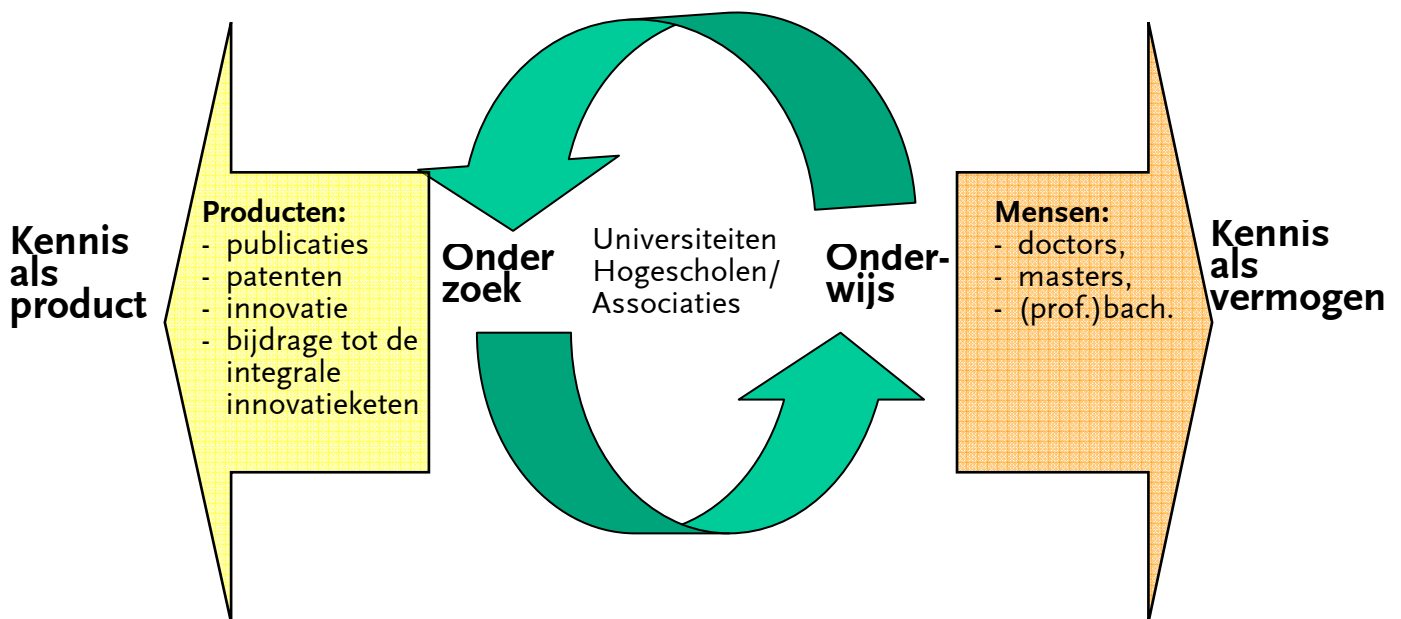 Kennis
als
product
Producten:
- publicaties
- patenten
- innovatie
- bijdrage tot de
integrale
innovatieketen
Onder
zoek
Universiteiten
Hogescholen/
Associaties
Onder-
wijs
Mensen:
- doctors,
- masters,
- (prof.)bach.
Kennis
als
vermogen